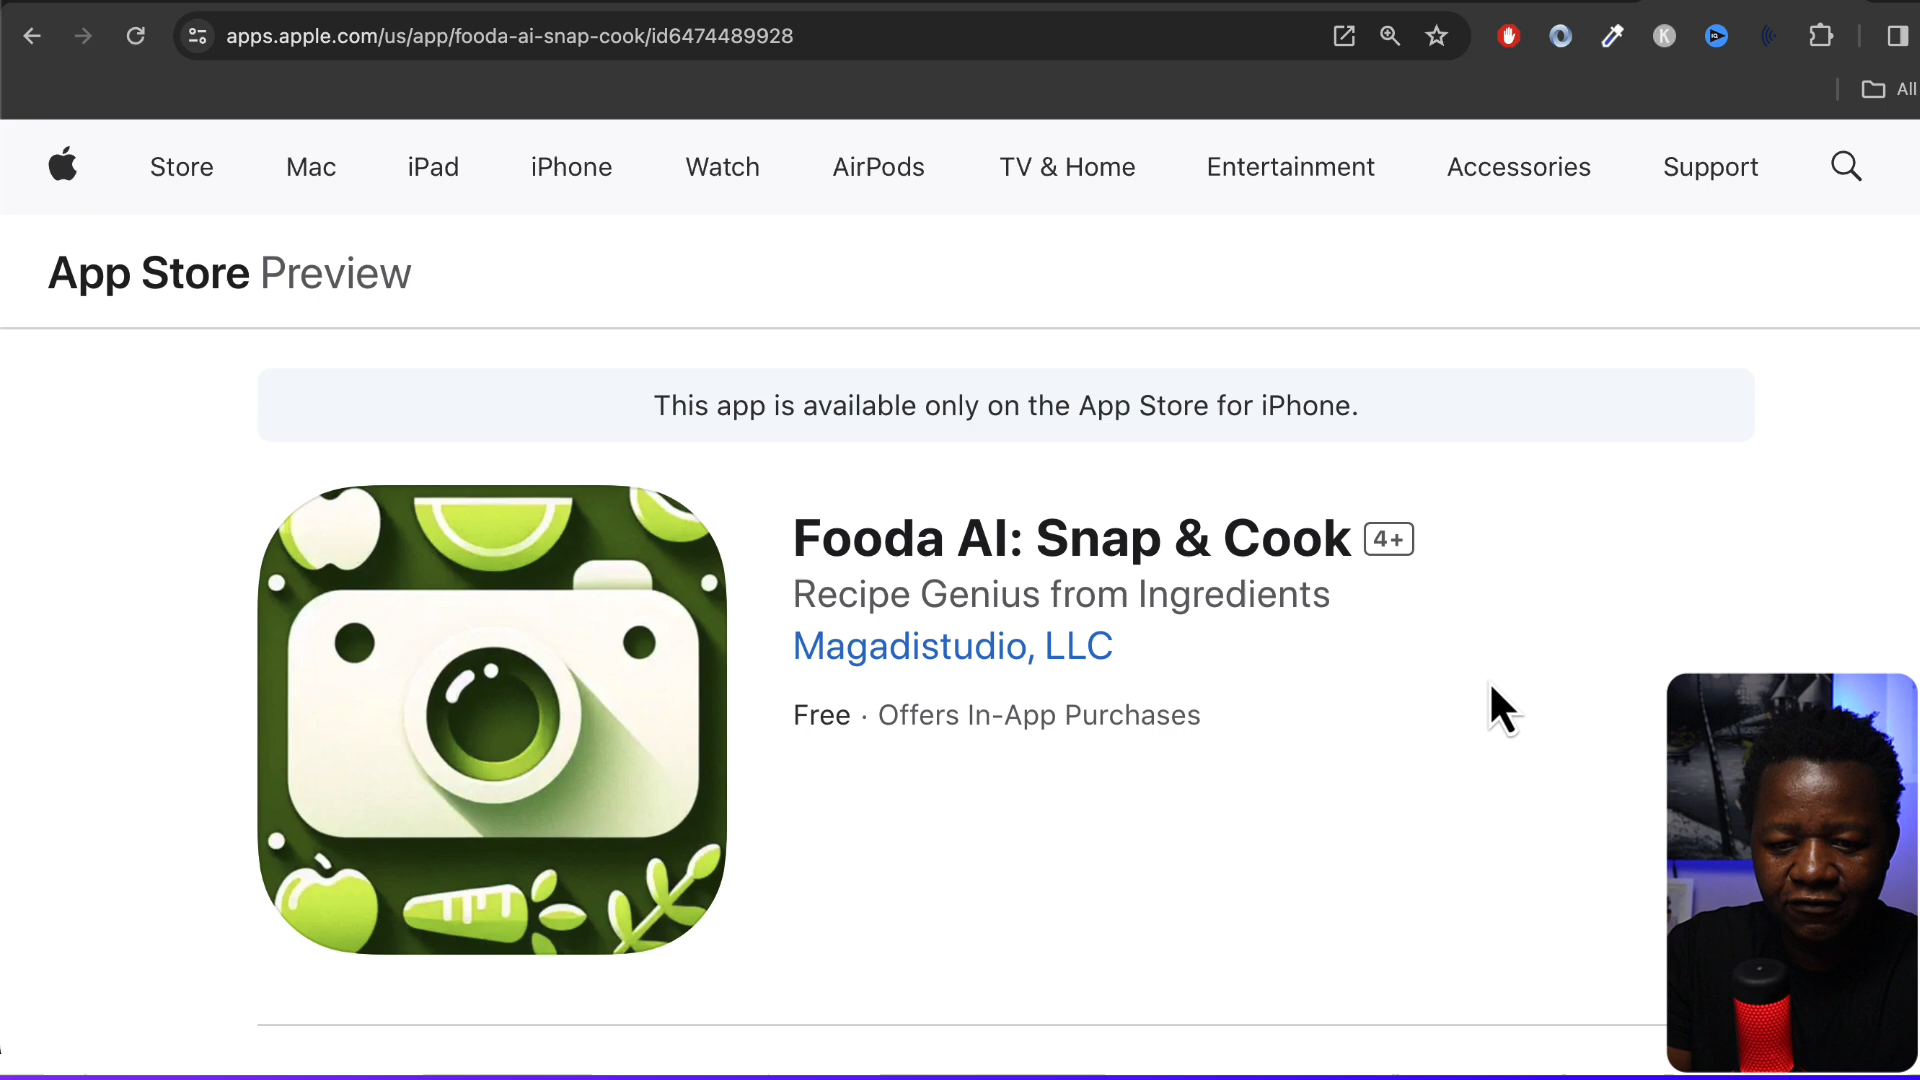 apps.apple.com/us/app/fooda-ai-snap-cook/id6474489928
K
All
Store Mac iPad iPhone Watch AirPods TV & Home Entertainment Accessories Support
App Store Preview
This app is available only on the App Store for iPhone.
Fooda AI: Snap & Cook 4+
Recipe Genius from Ingredients
Magadistudio, LLC
Free · Offers In-App Purchases